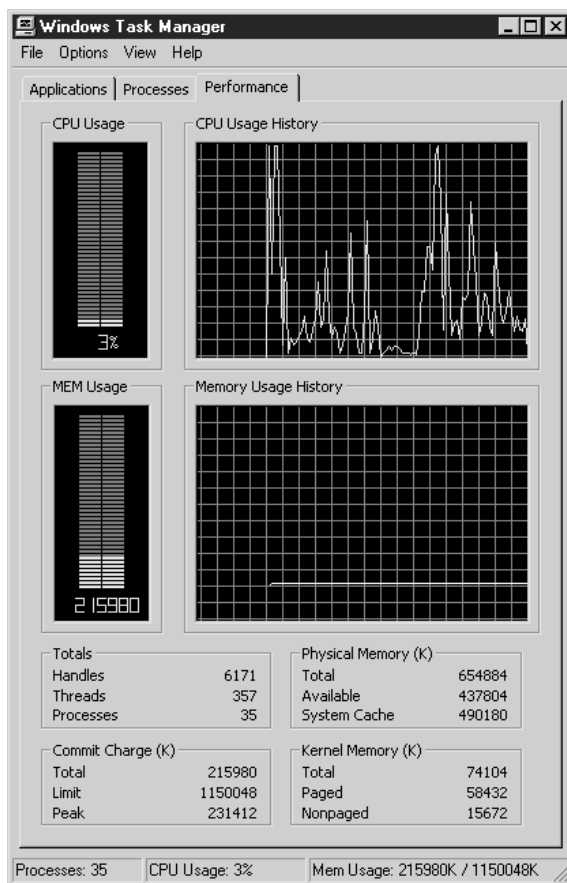 Windows Task Manager
File Options View Help
Applications Processes Performance
CPU Usage CPU Usage History
3%
MEM Usage Memory Usage History
215980
Totals
Handles 6171
Threads 357
Processes 35
Physical Memory (K)
Total 654884
Available 437804
System Cache 490180
Commit Charge (K)
Total 215980
Limit 1150048
Peak 231412
Kernel Memory (K)
Total 74104
Paged 58432
Nonpaged 15672
Processes: 35 CPU Usage: 3% Mem Usage: 215980K / 1150048K